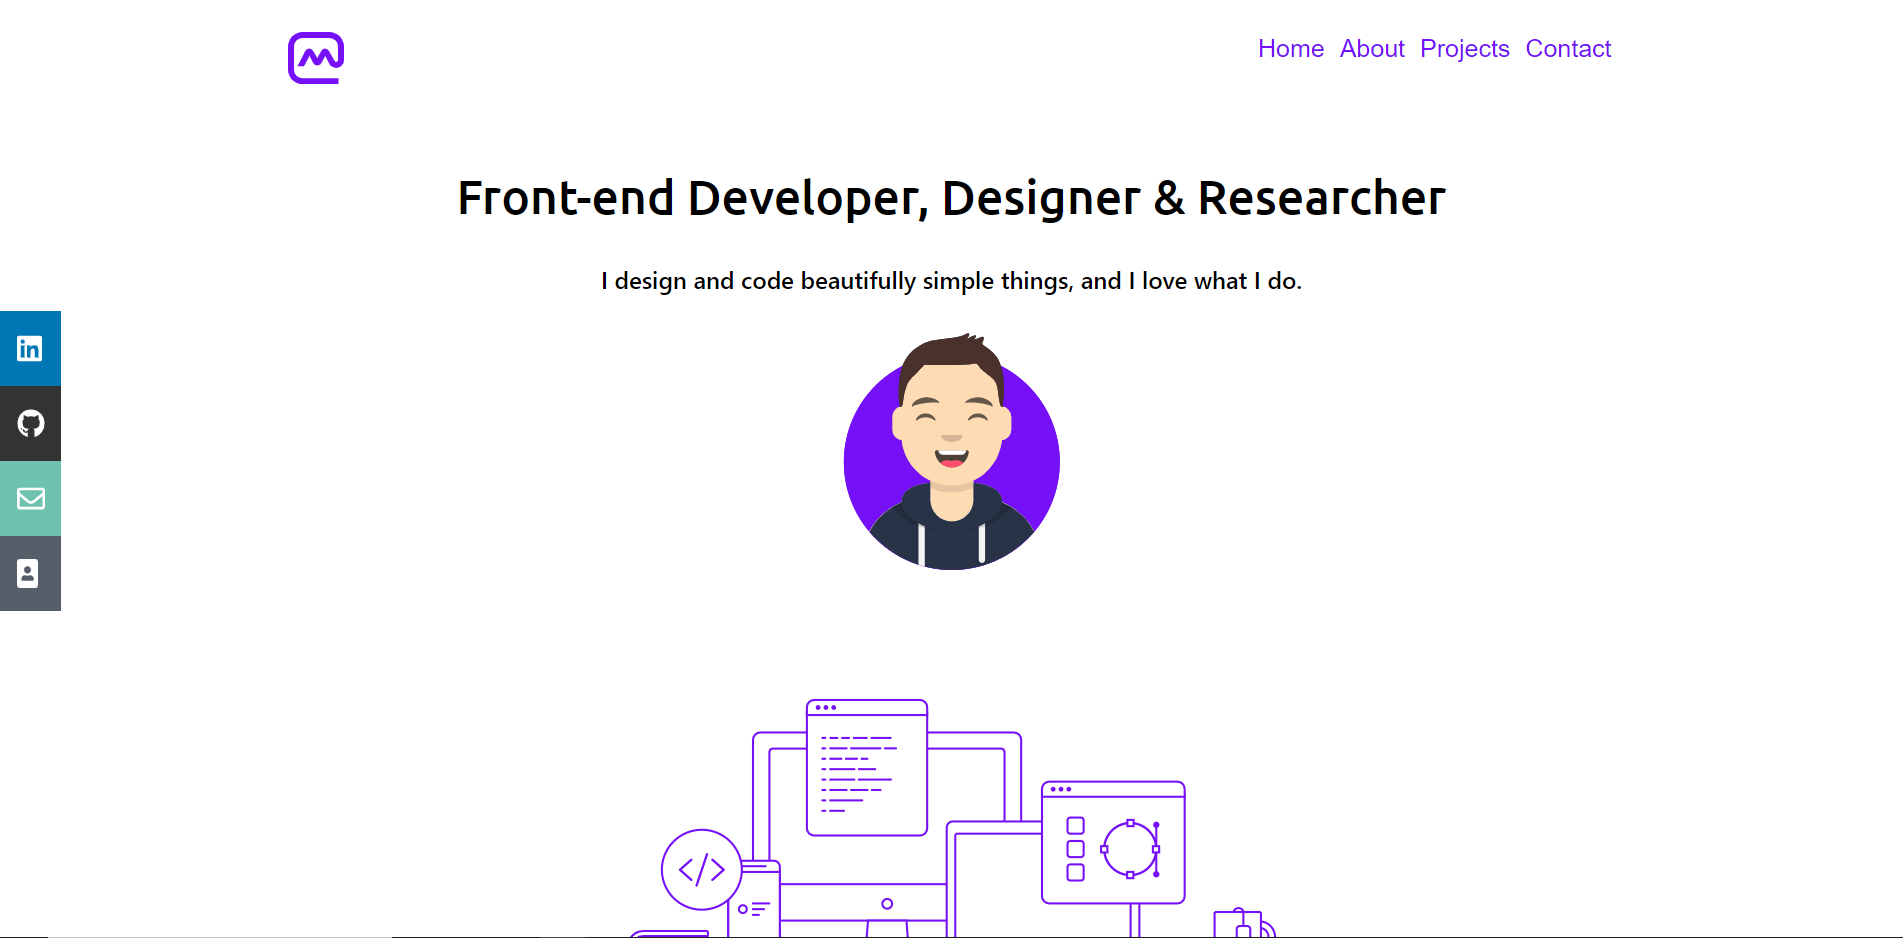 Home About Projects Contact
Front-end Developer, Designer & Researcher
I design and code beautifully simple things, and I love what I do.
in
</>